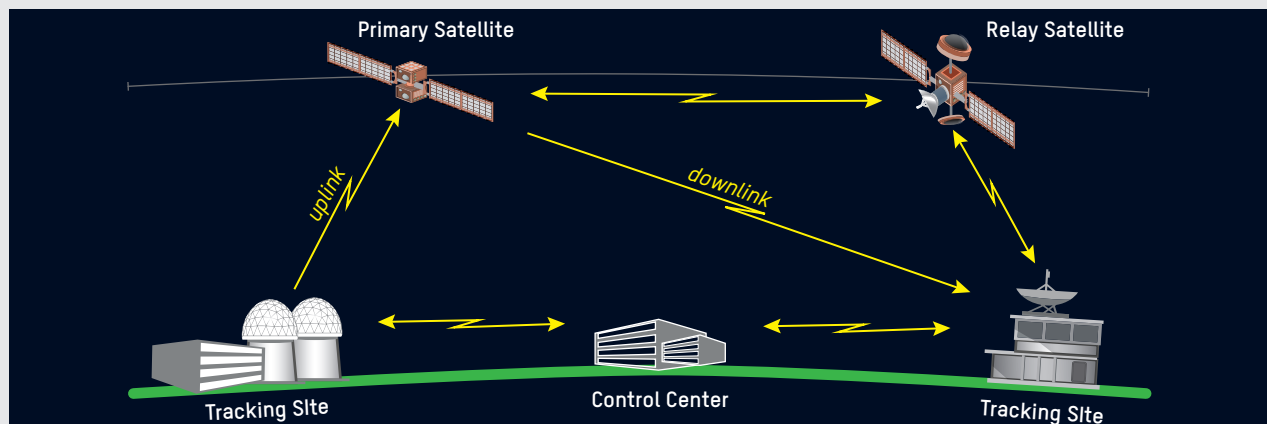 Primary Satellite
Relay Satellite
uplink
downlink
Tracking SIte
Control Center
Tracking SIte